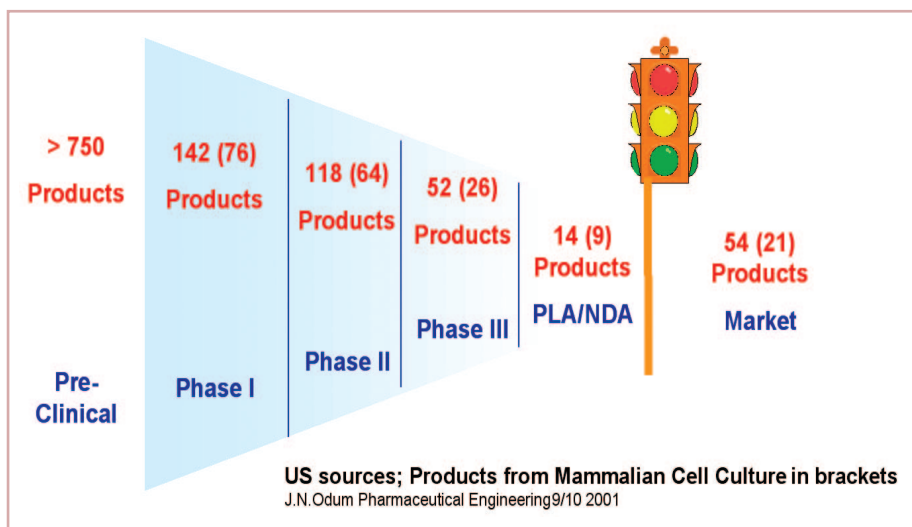 > 750
Products
Pre-
Clinical
142 (76)
Products
Phase I
118 (64)
Products
Phase II
52 (26)
Products
Phase III
14 (9)
Products
PLA/NDA
54 (21)
Products
Market
US sources; Products from Mammalian Cell Culture in brackets
J.N.Odum Pharmaceutical Engineering9/10 2001